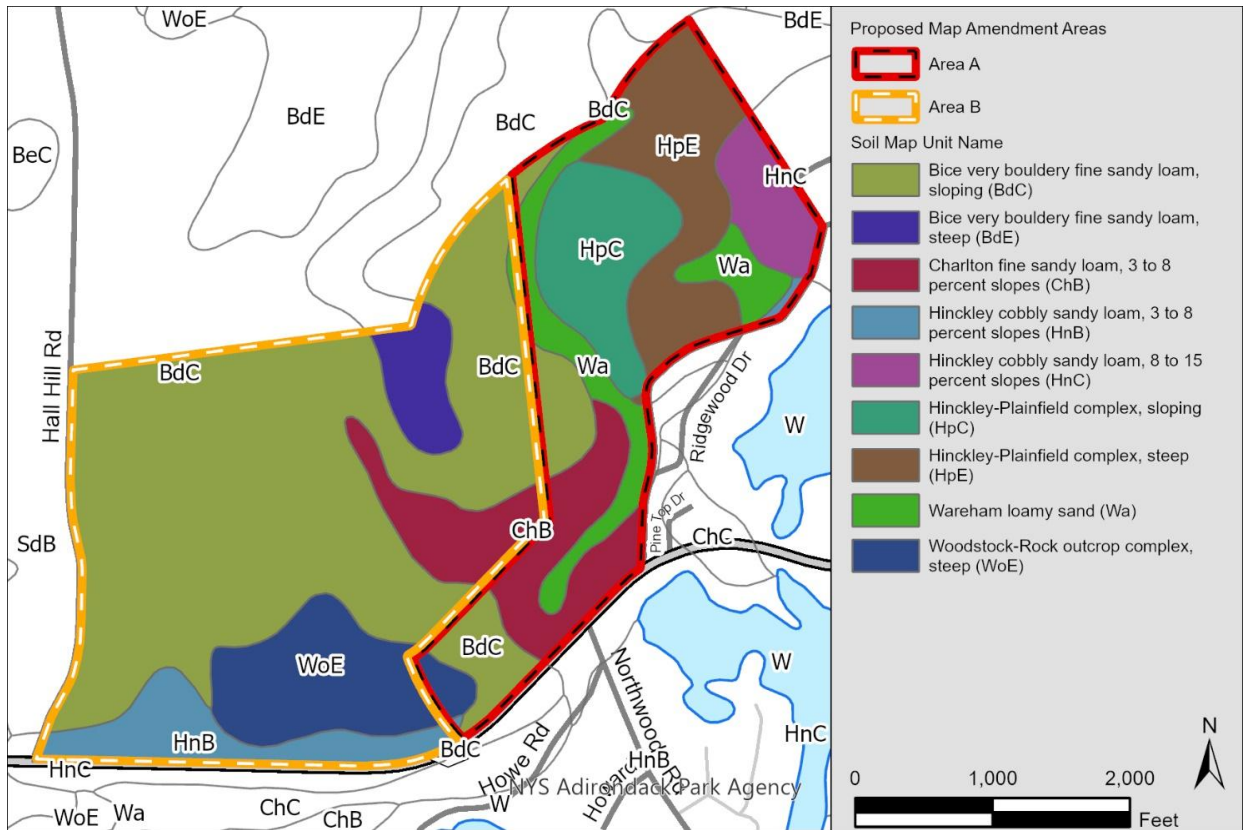 WoE
BdE
BdE
BdC
BdC
BeC
HpE
HnC
HpC
Wa
BdC
BdC
Wa
Hall Hill Rd
Ridgewood Dr
W
Pine Top Dr
ChB
ChC
SdB
BdC
WoE
W
Northwood Rd
HnB
BdC
HnC
Howe Rd
HnB
HnC
NYS Adirondack Park Agency
WoE
Wa
ChC
ChB
W
Proposed Map Amendment Areas
Area A
Area B
Soil Map Unit Name
Bice very bouldery fine sandy loam,
sloping (BdC)
Bice very bouldery fine sandy loam,
steep (BdE)
Charlton fine sandy loam, 3 to 8
percent slopes (ChB)
Hinckley cobbly sandy loam, 3 to 8
percent slopes (HnB)
Hinckley cobbly sandy loam, 8 to 15
percent slopes (HnC)
Hinckley-Plainfield complex, sloping
(HpC)
Hinckley-Plainfield complex, steep
(HpE)
Wareham loamy sand (Wa)
Woodstock-Rock outcrop complex,
steep (WoE)
N
0 1,000 2,000
Feet